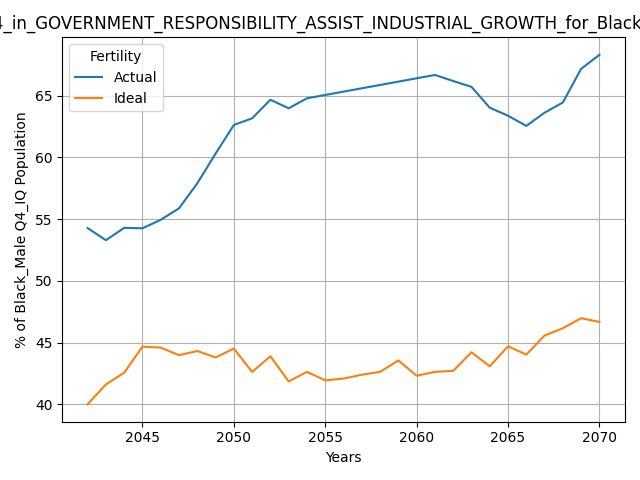 _in_GOVERNMENT_RESPONSIBILITY_ASSIST_INDUSTRIAL_GROWTH_for_Black
Fertility
Actual
Ideal
% of Black_Male Q4_IQ Population
65
60
55
50
45
40
2045 2050 2055 2060 2065 2070
Years